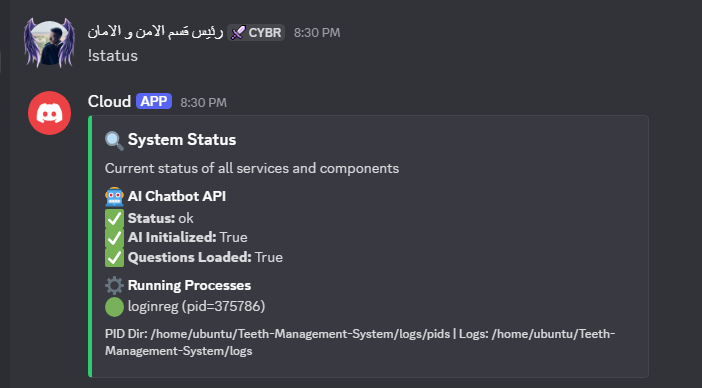 رئيس قسم الامن و الامان CYBR 8:30 PM
!status
Cloud APP 8:30 PM
System Status
Current status of all services and components
AI Chatbot API
Status: ok
AI Initialized: True
Questions Loaded: True
Running Processes
loginreg (pid=375786)
PID Dir: /home/ubuntu/Teeth-Management-System/logs/pids | Logs: /home/ubuntu/Teeth-
Management-System/logs